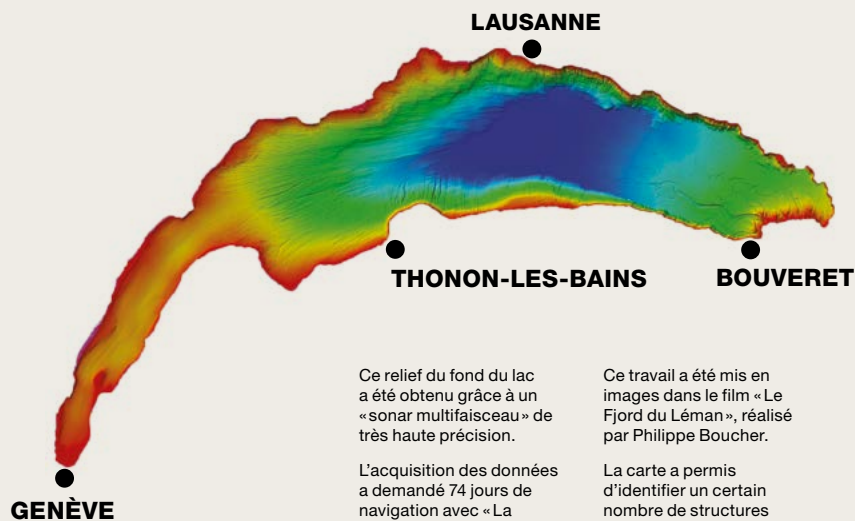 LAUSANNE
THONON-LES-BAINS
BOUVERET
GENÈVE
Ce relief du fond du lac
a été obtenu grâce à un
«sonar multifaisceau» de
très haute précision.
L'acquisition des données
a demandé 74 jours de
navigation avec «La
Ce travail a été mis en
images dans le film «Le
Fjord du Léman», réalisé
par Philippe Boucher.
La carte a permis
d'identifier un certain
nombre de structures